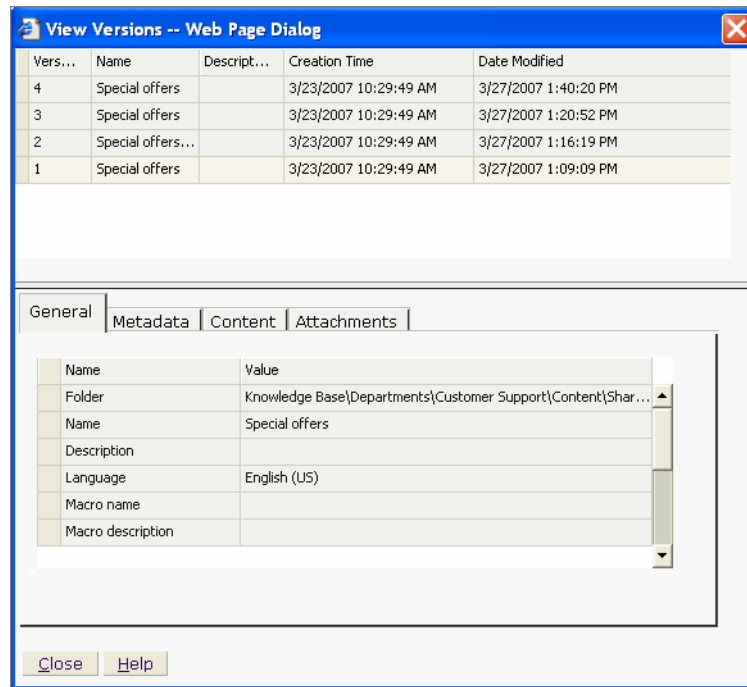 View Versions -- Web Page Dialog
Vers... Name Descript... Creation Time Date Modified
4 Special offers 3/23/2007 10:29:49 AM 3/27/2007 1:40:20 PM
3 Special offers 3/23/2007 10:29:49 AM 3/27/2007 1:20:52 PM
2 Special offers... 3/23/2007 10:29:49 AM 3/27/2007 1:16:19 PM
1 Special offers 3/23/2007 10:29:49 AM 3/27/2007 1:09:09 PM
General Metadata Content Attachments
Name Value
Folder Knowledge Base\Departments\Customer Support\Content\Shar...
Name Special offers
Description
Language English (US)
Macro name
Macro description
Close Help